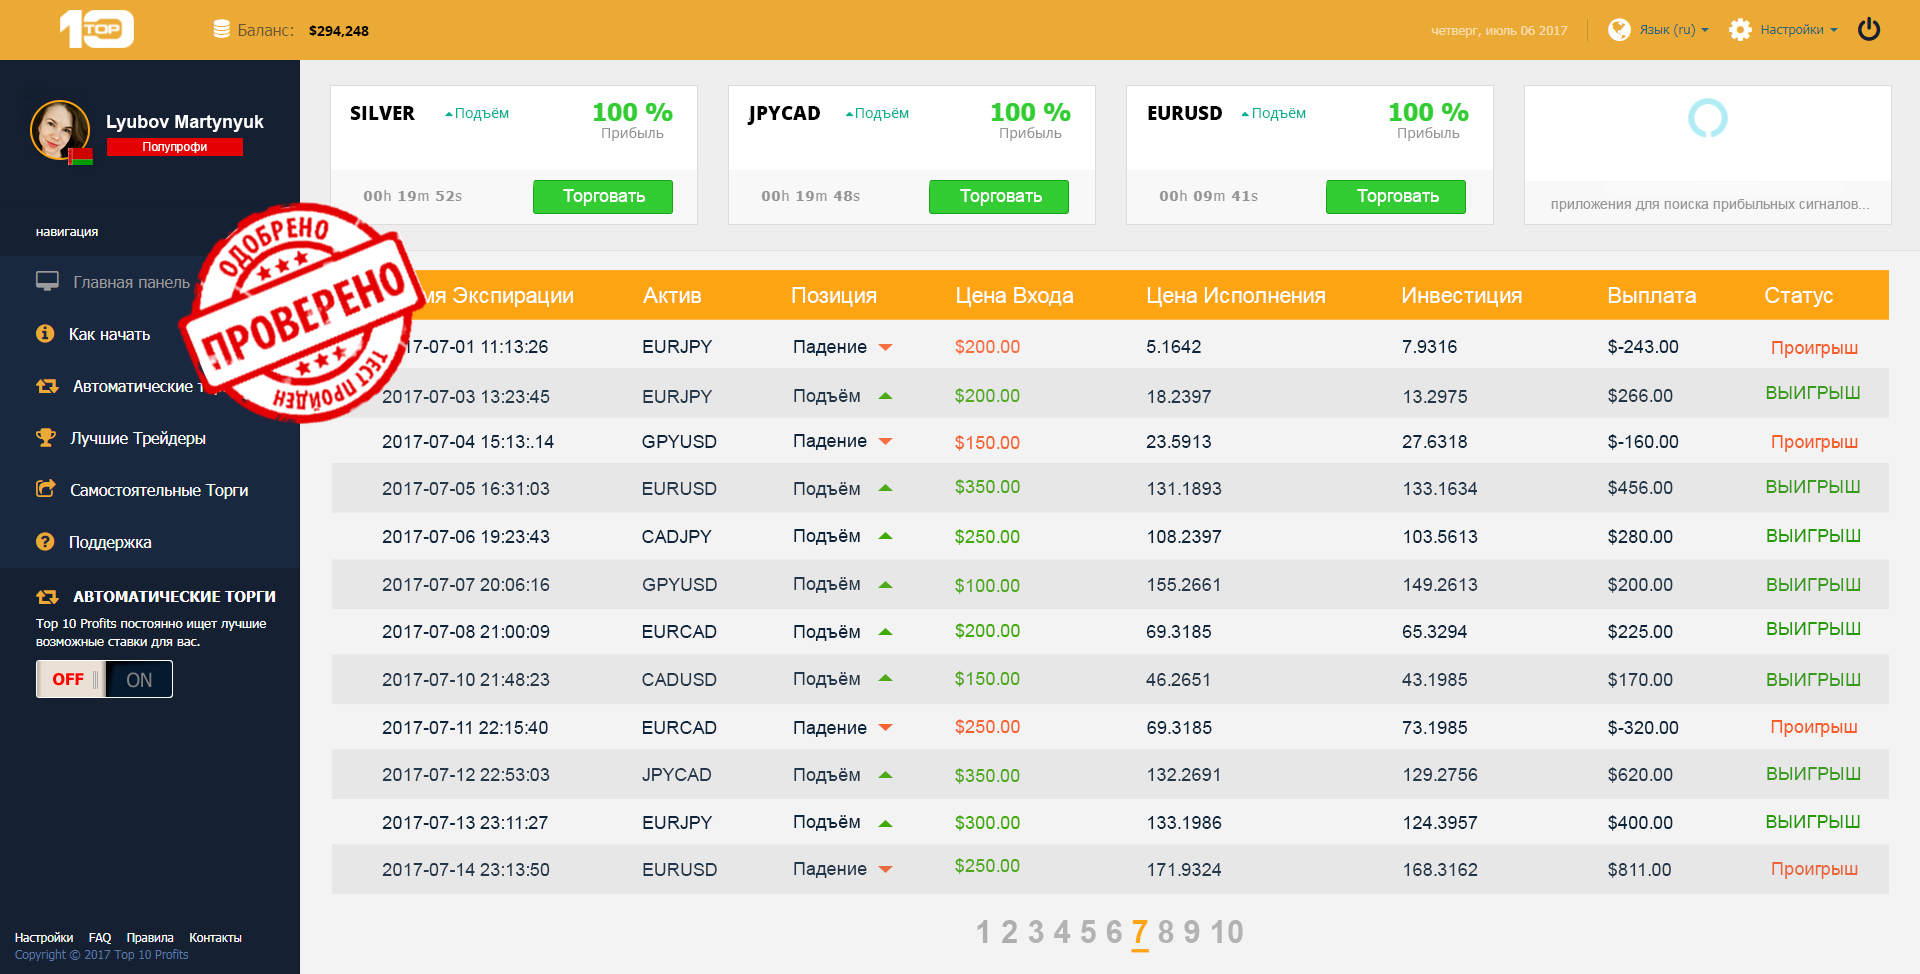 10 TOP
Баланс: $294,248
четверг, июль 06 2017
Язык (ru)
Настройки
Lyubov Martynyuk
Полупрофи
SILVER Подъём 100 %
Прибыль
00h 19m 52s Торговать
JPYCAD Подъём 100 %
Прибыль
00h 19m 48s Торговать
EURUSD Подъём 100 %
Прибыль
00h 09m 41s Торговать
приложения для поиска прибыльных сигналов...
навигация
Главная панель
Как начать
Автоматические
Лучшие Трейдеры
Самостоятельные Торги
Поддержка
АВТОМАТИЧЕСКИЕ ТОРГИ
Top 10 Profits постоянно ищет лучшие
возможные ставки для вас.
OFF ON
ОДОБРЕНО
ПРОВЕРЕНО
ТЕСТ ПРОЙДЕН
Экспирации Актив Позиция Цена Входа Цена Исполнения Инвестиция Выплата Статус
17-07-01 11:13:26 EURJPY Падение $200.00 5.1642 7.9316 $-243.00 Проигрыш
2017-07-03 13:23:45 EURJPY Подъём $200.00 18.2397 13.2975 $266.00 ВЫИГРЫШ
2017-07-04 15:13:.14 GPYUSD Падение $150.00 23.5913 27.6318 $-160.00 Проигрыш
2017-07-05 16:31:03 EURUSD Подъём $350.00 131.1893 133.1634 $456.00 ВЫИГРЫШ
2017-07-06 19:23:43 CADJPY Подъём $250.00 108.2397 103.5613 $280.00 ВЫИГРЫШ
2017-07-07 20:06:16 GPYUSD Подъём $100.00 155.2661 149.2613 $200.00 ВЫИГРЫШ
2017-07-08 21:00:09 EURCAD Подъём $200.00 69.3185 65.3294 $225.00 ВЫИГРЫШ
2017-07-10 21:48:23 CADUSD Подъём $150.00 46.2651 43.1985 $170.00 ВЫИГРЫШ
2017-07-11 22:15:40 EURCAD Падение $250.00 69.3185 73.1985 $-320.00 Проигрыш
2017-07-12 22:53:03 JPYCAD Подъём $350.00 132.2691 129.2756 $620.00 ВЫИГРЫШ
2017-07-13 23:11:27 EURJPY Подъём $300.00 133.1986 124.3957 $400.00 ВЫИГРЫШ
2017-07-14 23:13:50 EURUSD Падение $250.00 171.9324 168.3162 $811.00 Проигрыш
1 2 3 4 5 6 7 8 9 10
Настройки FAQ Правила Контакты
Copyright © 2017 Top 10 Profits